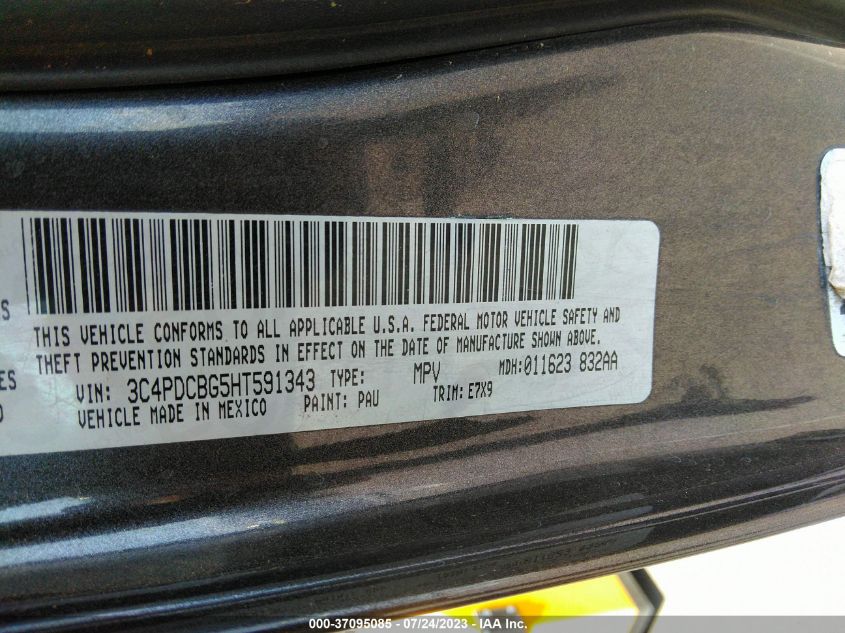 S
THIS VEHICLE CONFORMS TO ALL APPLICABLE U.S.A. FEDERAL MOTOR VEHICLE SAFETY AND
THEFT PREVENTION STANDARDS IN EFFECT ON THE DATE OF MANUFACTURE SHOWN ABOVE.
ES VIN: 3C4PDCBG5HT591343 TYPE: MPV MDH:011623 832AA
VEHICLE MADE IN MEXICO PAINT: PAU TRIM: E7X9
000-37095085 - 07/24/2023 - IAA Inc.